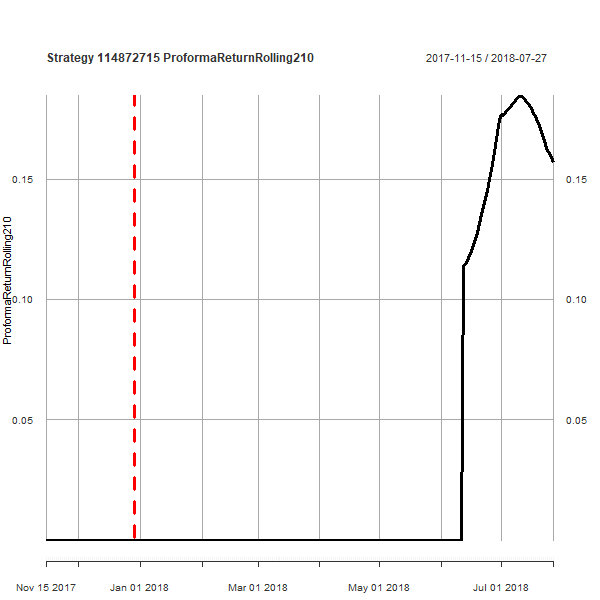 Strategy 114872715 ProformaReturnRolling210
2017-11-15 / 2018-07-27
ProformaReturnRolling210
0.15
0.10
0.05
0.15
0.10
0.05
Nov 15 2017
Jan 01 2018
Mar 01 2018
May 01 2018
Jul 01 2018